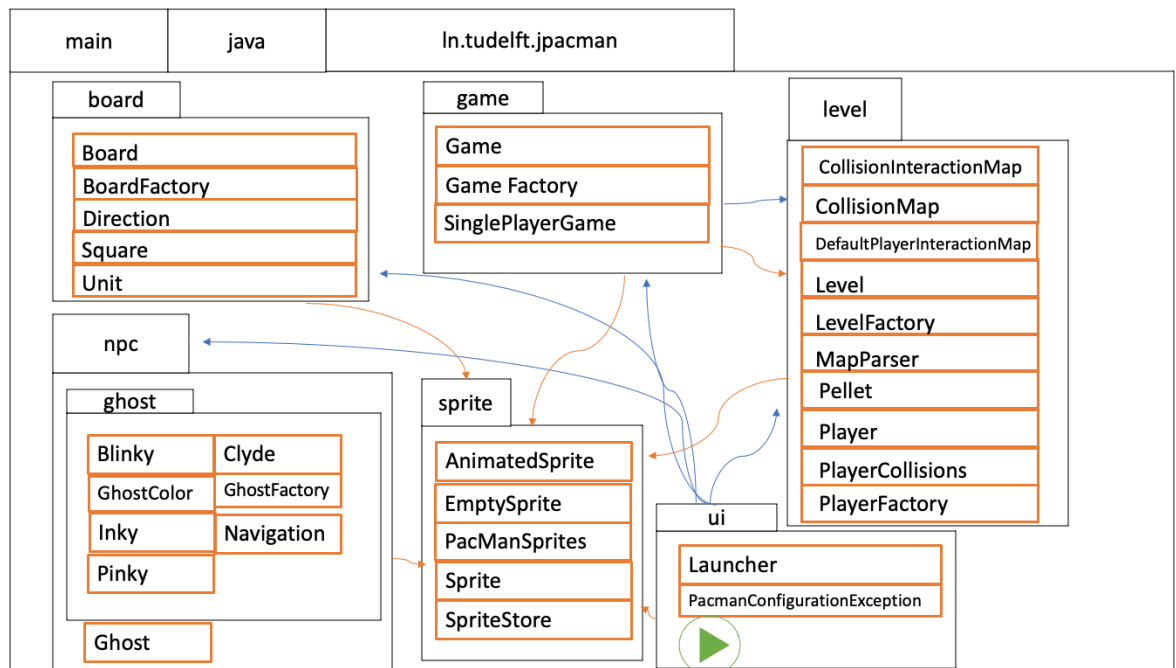 main
java
ln.tudelft.jpacman
board
Board
BoardFactory
Direction
Square
Unit
game
Game
Game Factory
SinglePlayerGame
level
CollisionInteractionMap
CollisionMap
DefaultPlayerInteractionMap
Level
LevelFactory
MapParser
Pellet
Player
PlayerCollisions
PlayerFactory
npc
ghost
Blinky
Clyde
GhostColor
GhostFactory
Inky
Navigation
Pinky
Ghost
sprite
AnimatedSprite
EmptySprite
PacManSprites
Sprite
SpriteStore
ui
Launcher
PacmanConfigurationException